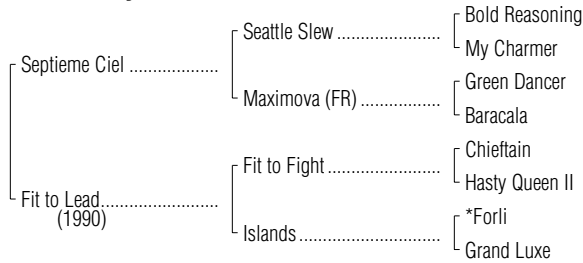 Bold Reasoning
Seattle Slew ....................
My Charmer
Septieme Ciel .................
Green Dancer
Maximova (FR) ................
Baracala
Chieftain
Fit to Fight .....................
Hasty Queen II
Fit to Lead......................
(1990)
*Forli
Islands...........................
Grand Luxe